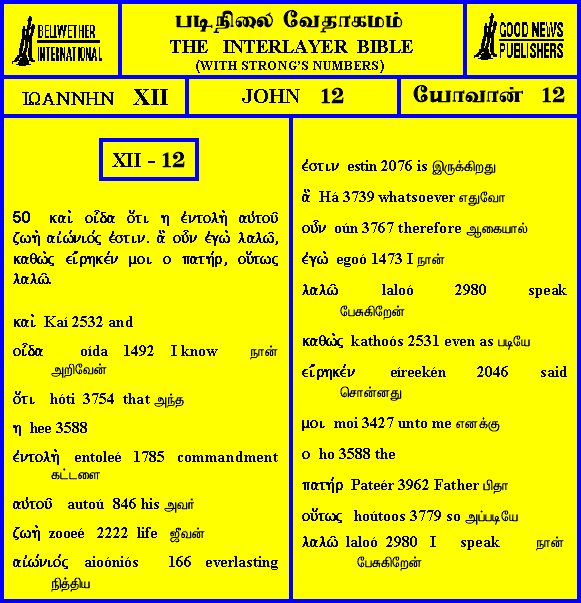 BELLWETHER
INTERNATIONAL
படிநிலை வேதாகமம்
THE INTERLAYER BIBLE
(WITH STRONG'S NUMBERS)
GOOD NEWS
PUBLISHERS
ΙΩΑΝΝΗΝ XII
JOHN 12
யோவான் 12
XII - 12
50 καὶ οἶδα ὅτι η ἐντολὴ αὐτοῦ
ζωὴ αἰώνιός ἐστιν. ἃ οὖν ἐγὼ λαλῶ,
καθὼς εἴρηκέν μοι ο πατήρ, οὕτως
λαλῶ.
καὶ Kaí 2532 and
οἶδα oída 1492 I know நான்
அறிவேன்
ὅτι hóti 3754 that அந்த
η hee 3588
ἐντολὴ entoleé 1785 commandment
கட்டளை
αὐτοῦ autoú 846 his அவர்
ζωὴ zooeé 2222 life ஜீவன்
αἰώνιός aioóniós 166 everlasting
நித்திய
ἐστιν estin 2076 is இருக்கிறது
ἃ Há 3739 whatsoever எதுவோ
οὖν oún 3767 therefore ஆகையால்
ἐγὼ egoó 1473 I நான்
λαλῶ laloó 2980 speak
பேசுகிறேன்
καθὼς kathoós 2531 even as படியே
εἴρηκέν eíreekén 2046 said
சொன்னது
μοι moi 3427 unto me எனக்கு
ο ho 3588 the
πατήρ Pateér 3962 Father பிதா
οὕτως hoútoos 3779 so அப்படியே
λαλῶ laloó 2980 I speak நான்
பேசுகிறேன்